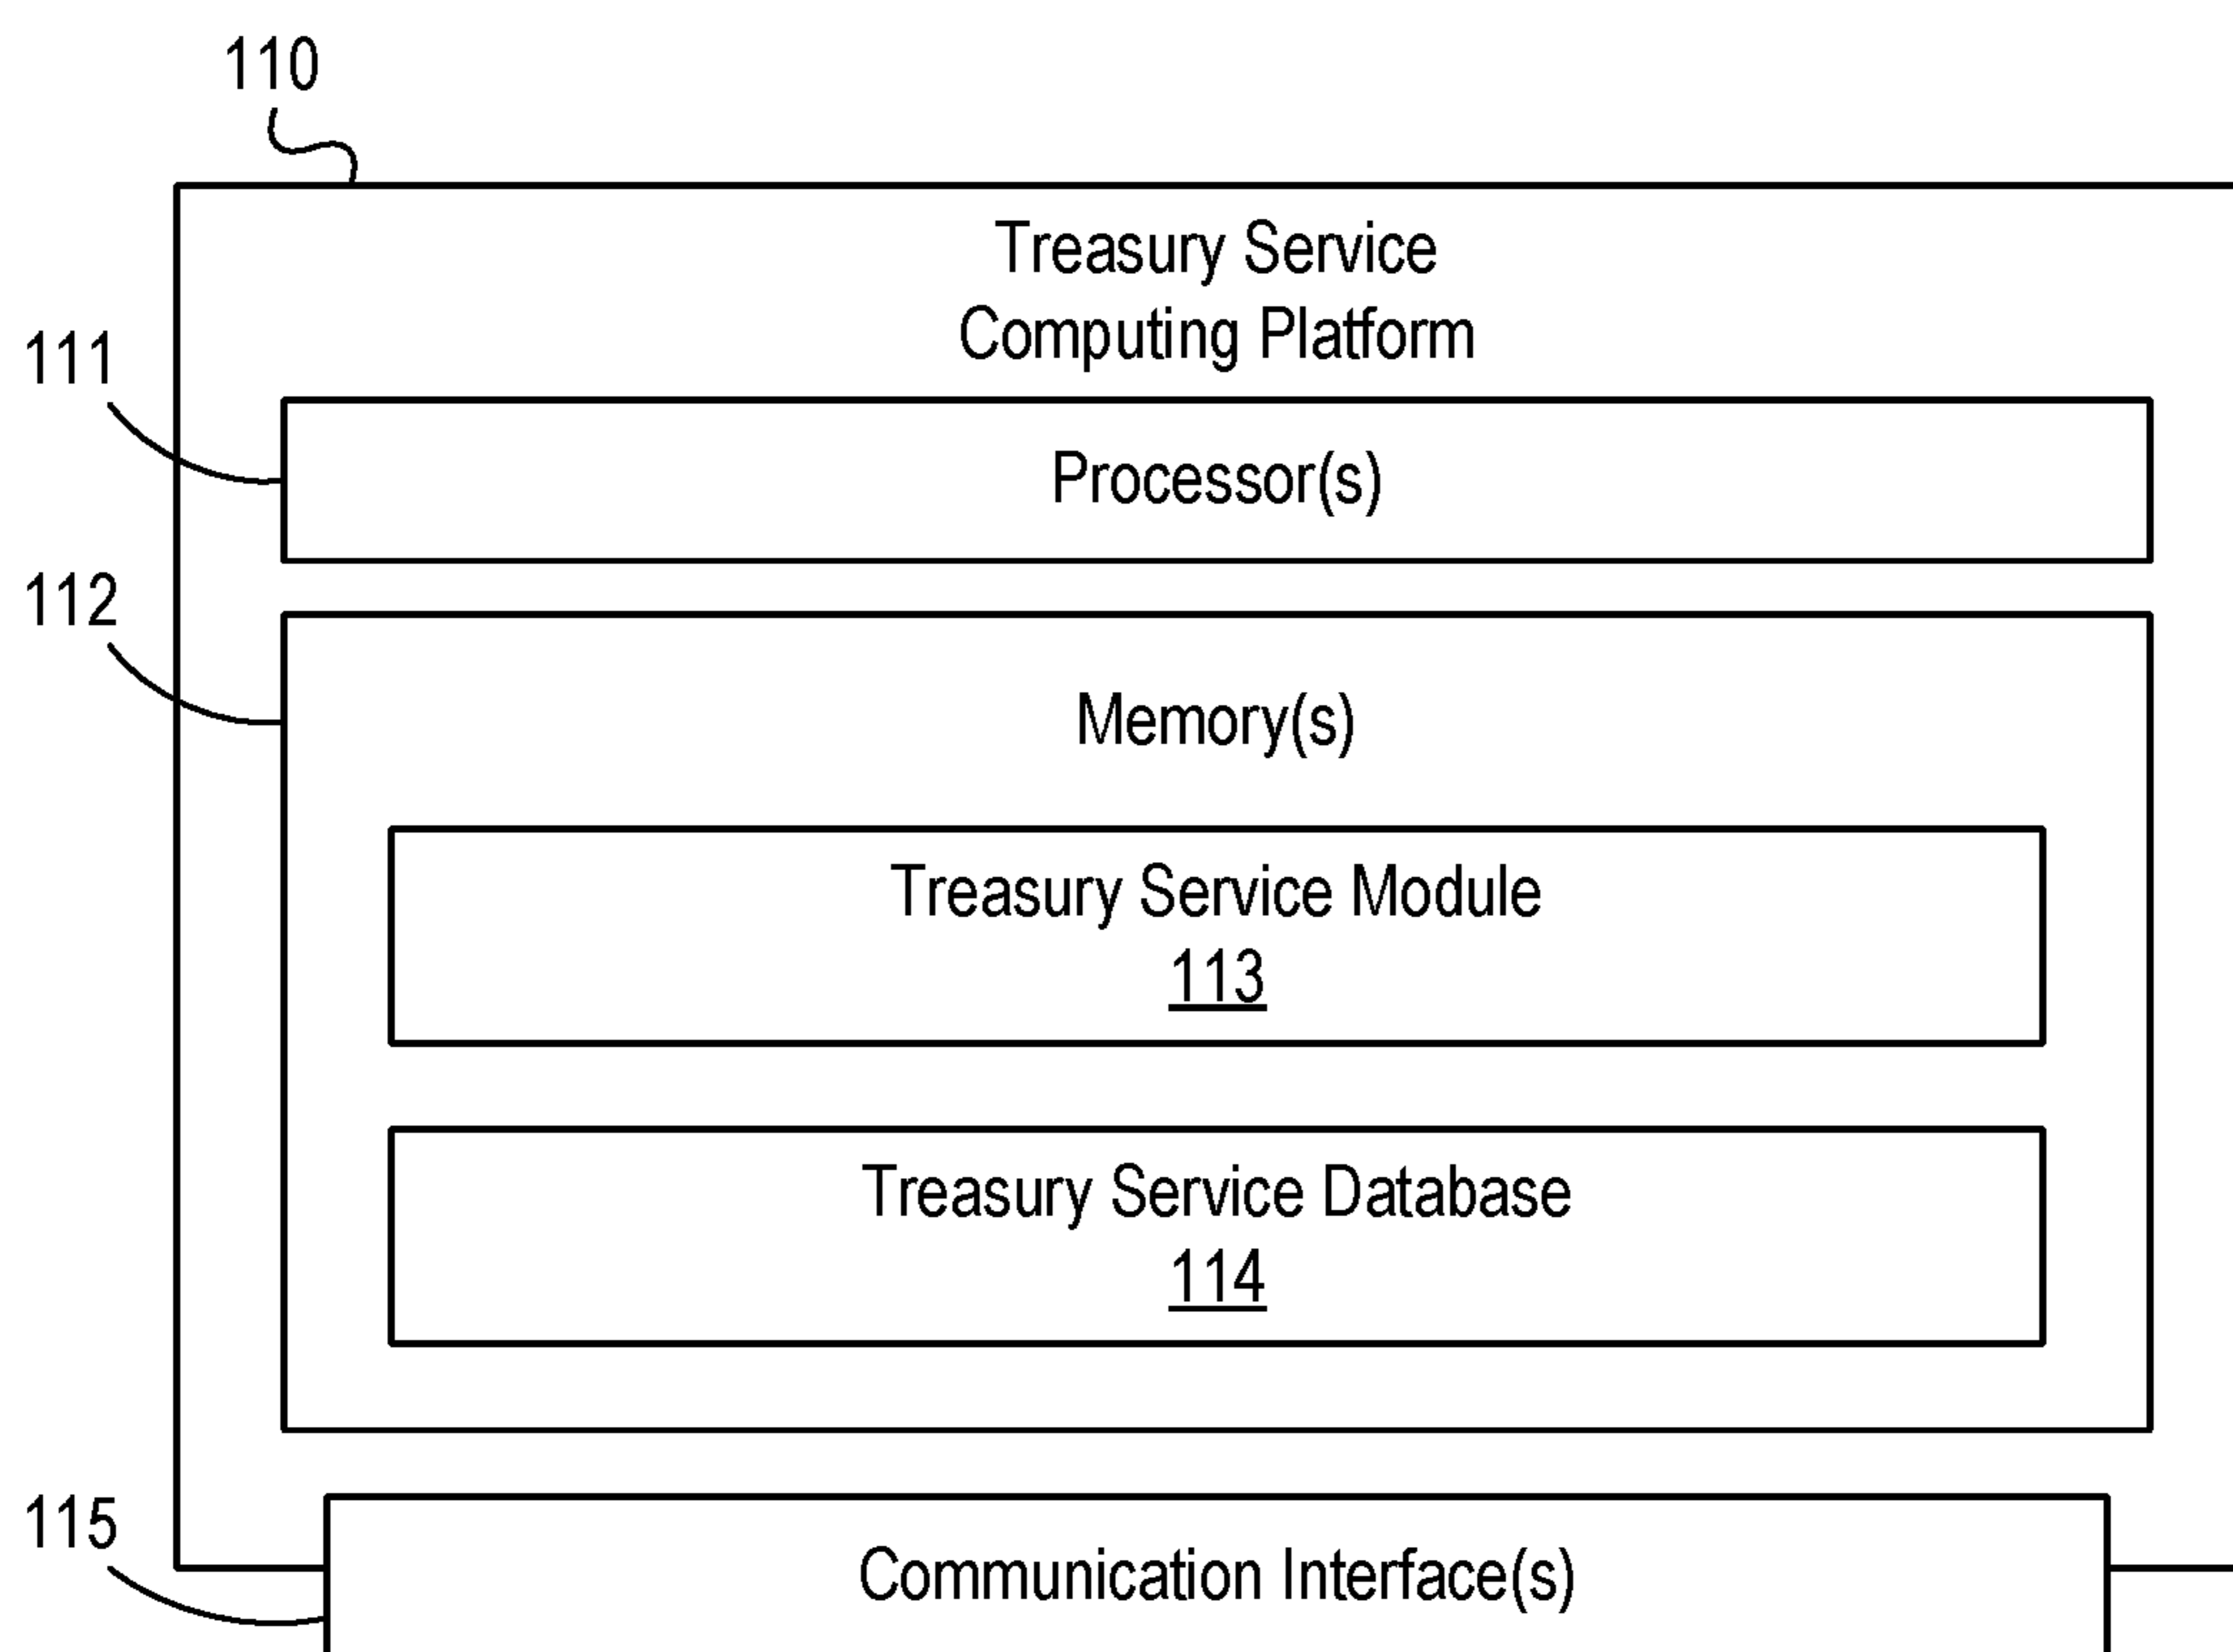 110
Treasury Service
Computing Platform
111
Processor(s)
112
Memory(s)
Treasury Service Module
113
Treasury Service Database
114
115
Communication Interface(s)